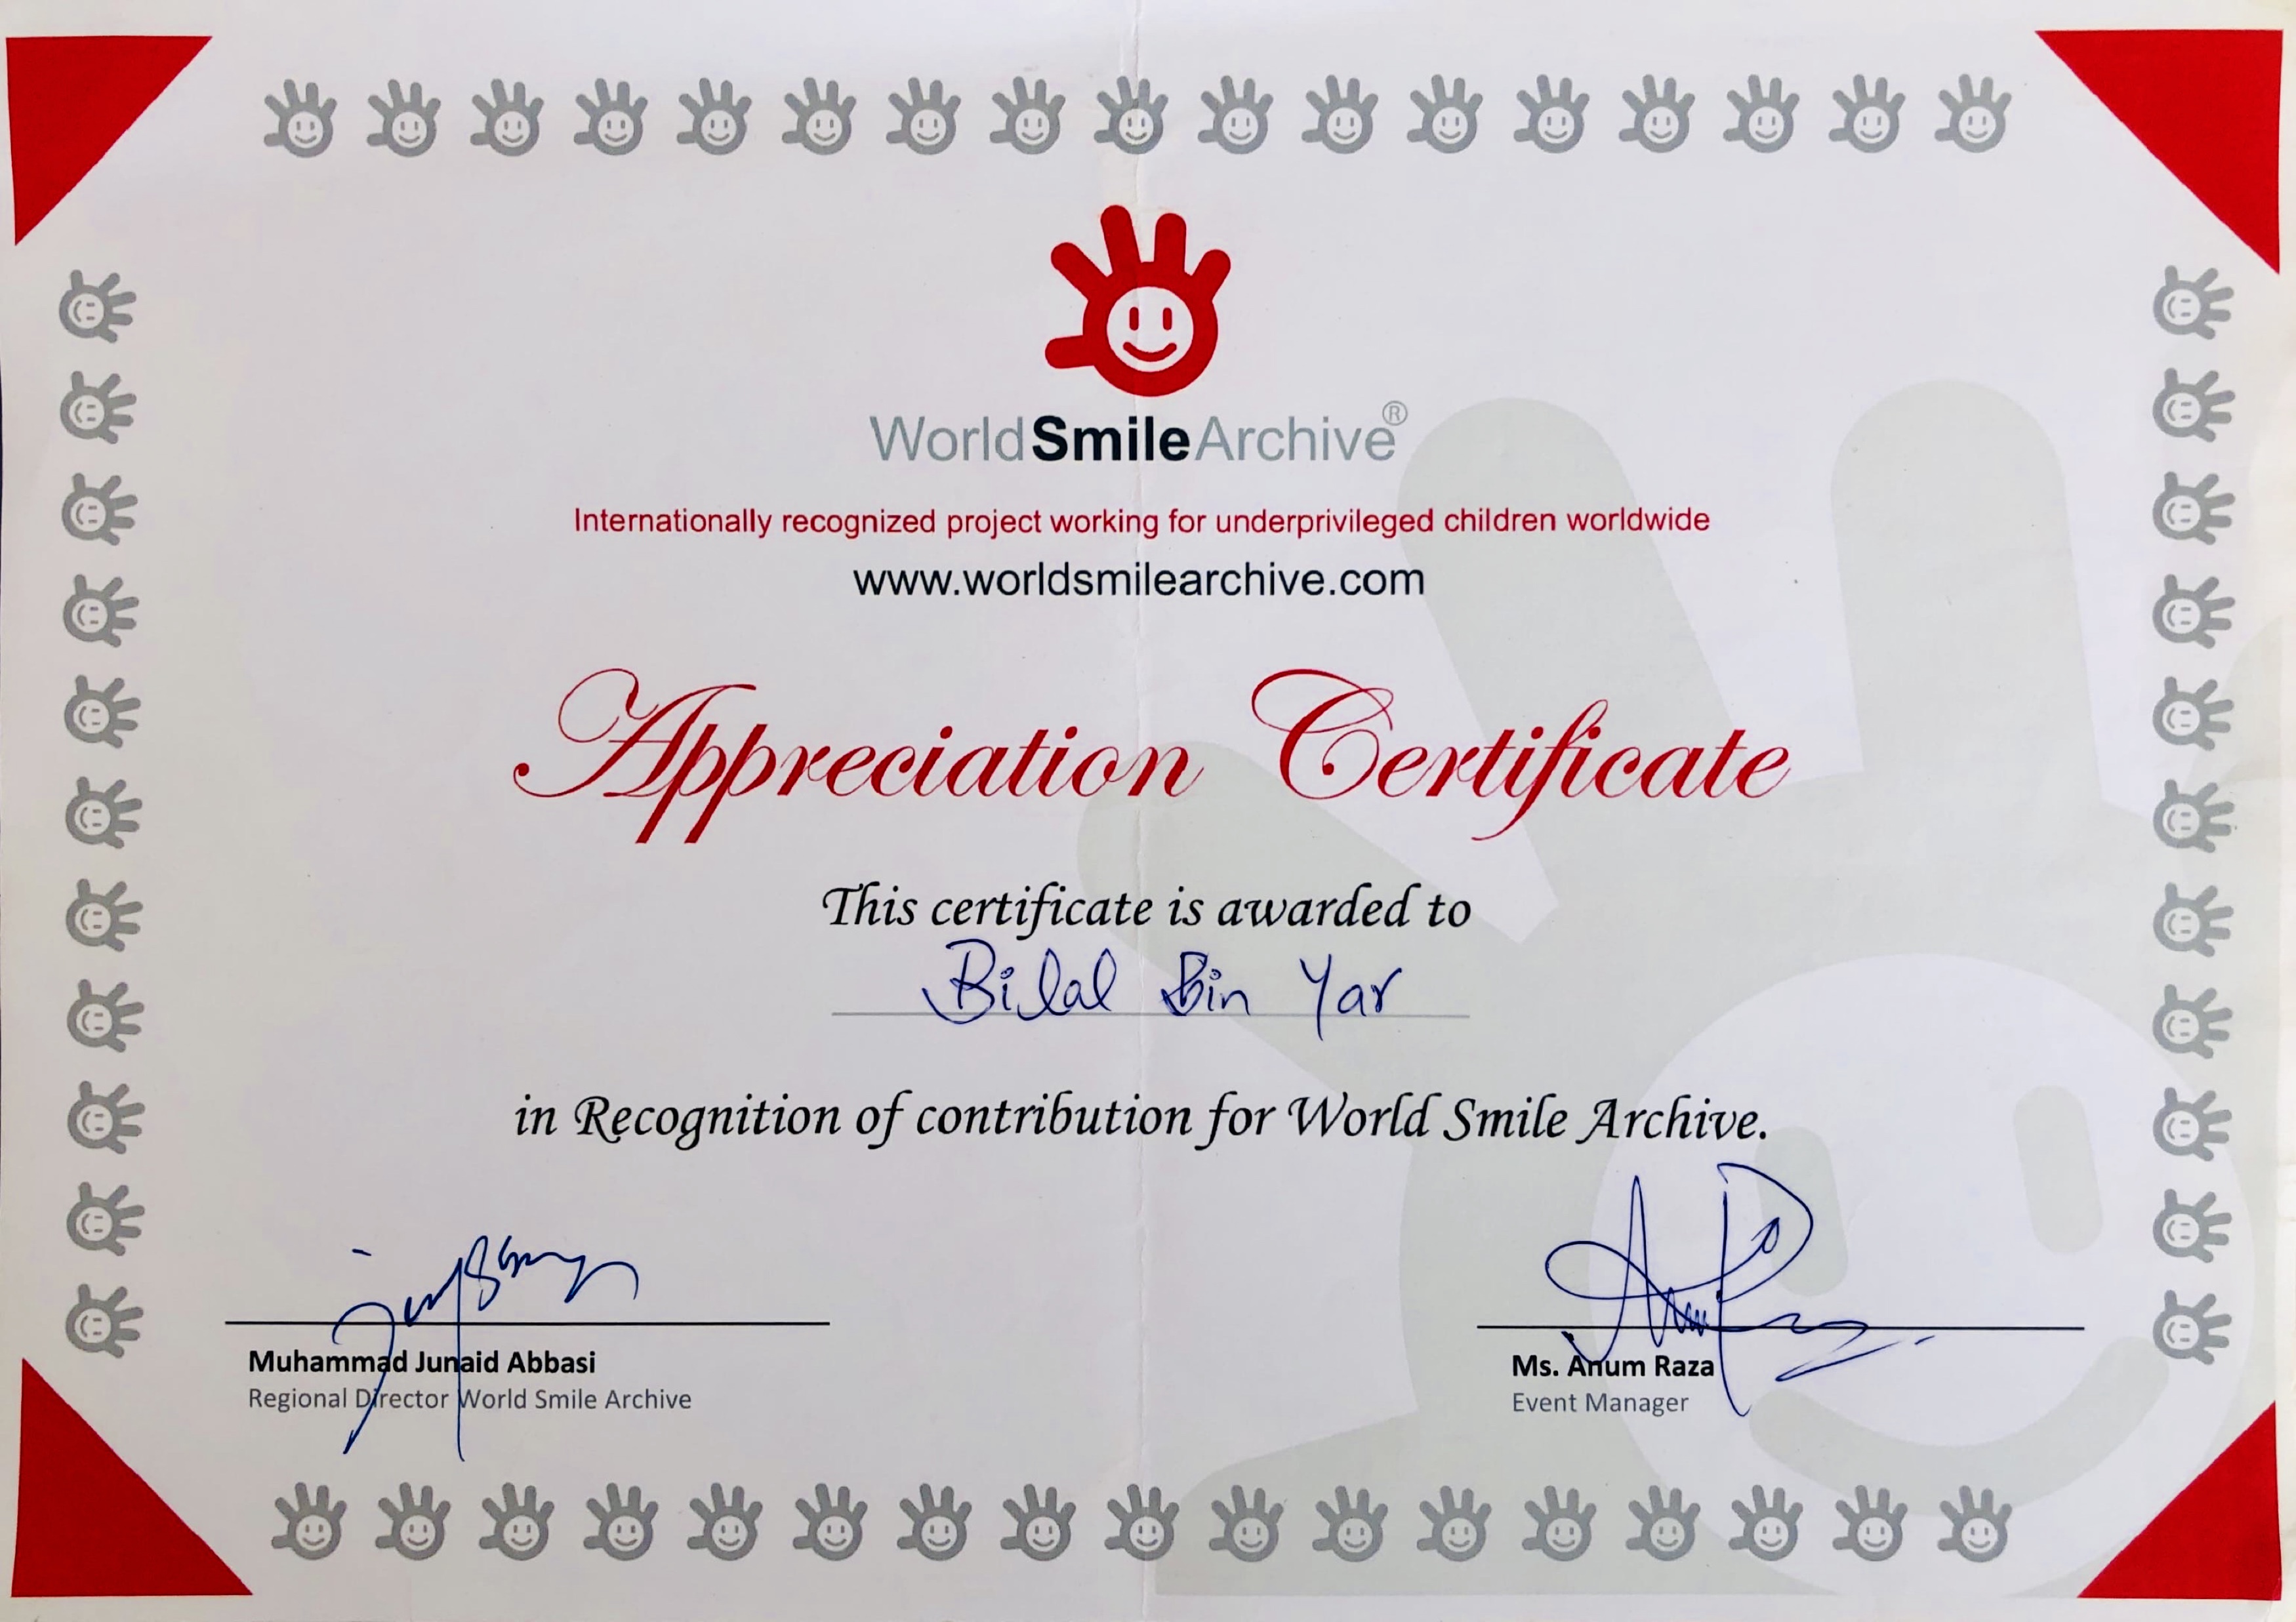 WorldSmileArchive®
Internationally recognized project working for underprivileged children worldwide
www.worldsmilearchive.com
Appreciation Certificate
This certificate is awarded to
Bilal Bin Yar
in Recognition of contribution for World Smile Archive.
Muhammad Junaid Abbasi
Regional Director World Smile Archive
Ms. Anum Raza
Event Manager